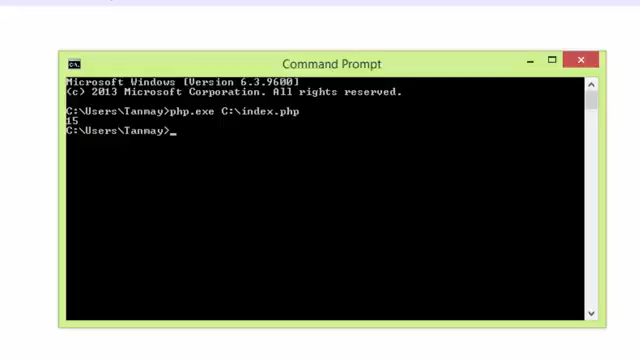 Command Prompt
Microsoft Windows [Version 6.3.9600]
(c) 2013 Microsoft Corporation. All rights reserved.
C:\Users\Tanmay>php.exe C:\index.php
15
C:\Users\Tanmay>_